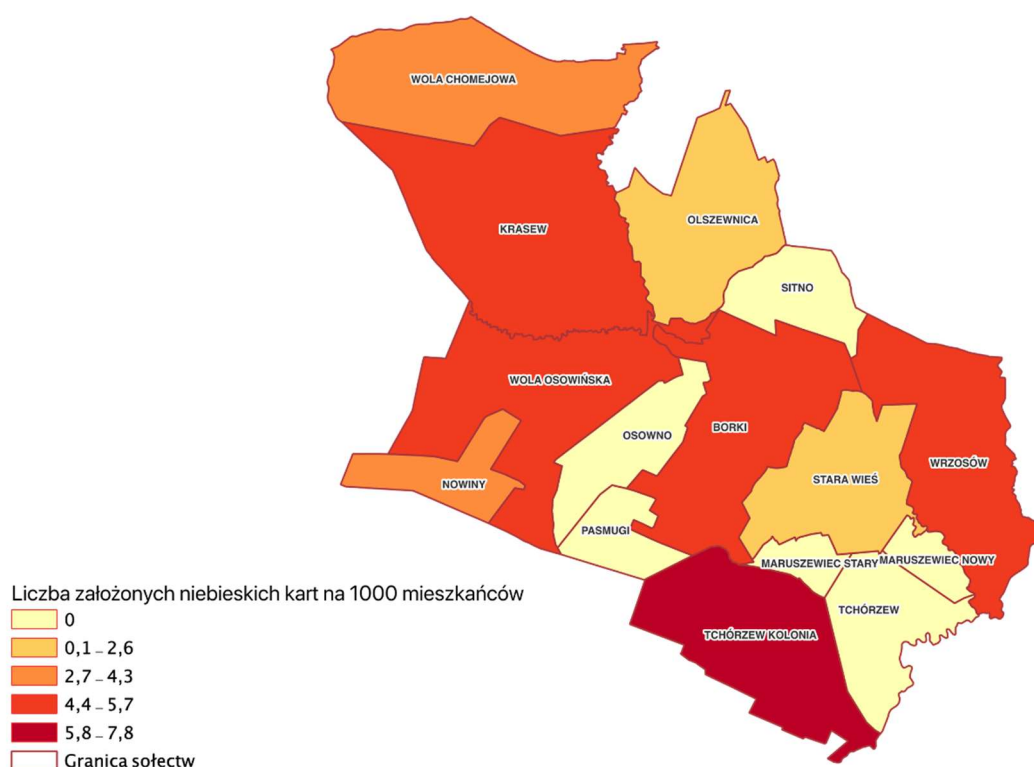 WOLA CHOMEJOWA
KRASEW
OLSZEWNICA
SITNO
WOLA OSOWIŃSKA
OSOWNO
BORKI
WRZOSÓW
STARA WIEŚ
NOWINY
PASMUGI
MARUSZEWIEC STARY
MARUSZEWIEC NOWY
TCHÓRZEW
TCHÓRZEW KOLONIA
Liczba założonych niebieskich kart na 1000 mieszkańców
0
0,1 – 2,6
2,7 – 4,3
4,4 – 5,7
5,8 – 7,8
Granica sołectw